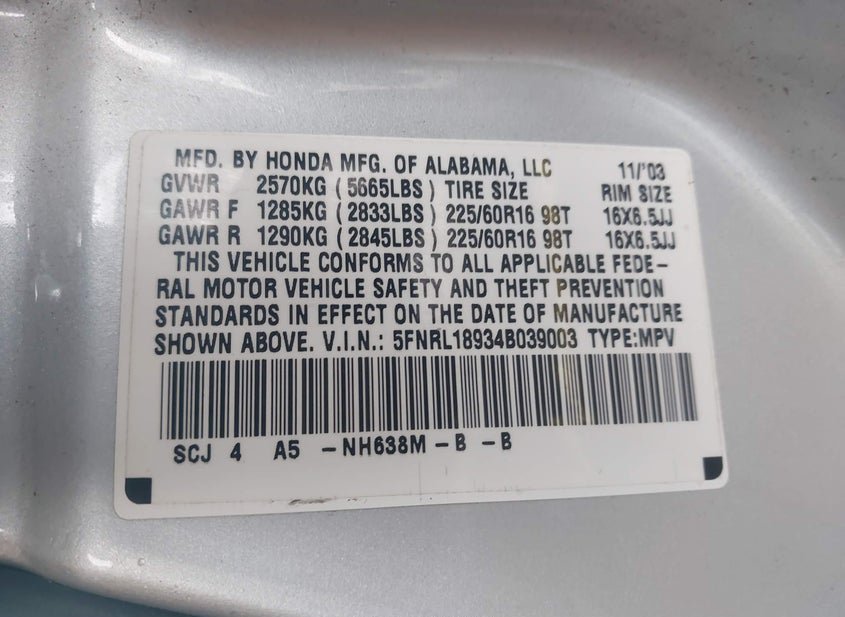 MFD. BY HONDA MFG. OF ALABAMA, LLC 11/'03
GVWR 2570KG (5665LBS) TIRE SIZE RIM SIZE
GAWR F 1285KG (2833LBS) 225/60R16 98T 16X6.5JJ
GAWR R 1290KG (2845LBS) 225/60R16 98T 16X6.5JJ
THIS VEHICLE CONFORMS TO ALL APPLICABLE FEDE-
RAL MOTOR VEHICLE SAFETY AND THEFT PREVENTION
STANDARDS IN EFFECT ON THE DATE OF MANUFACTURE
SHOWN ABOVE. V.I.N.: 5FNRL18934B039003 TYPE:MPV
SCJ 4 A5 -NH638M -B -B